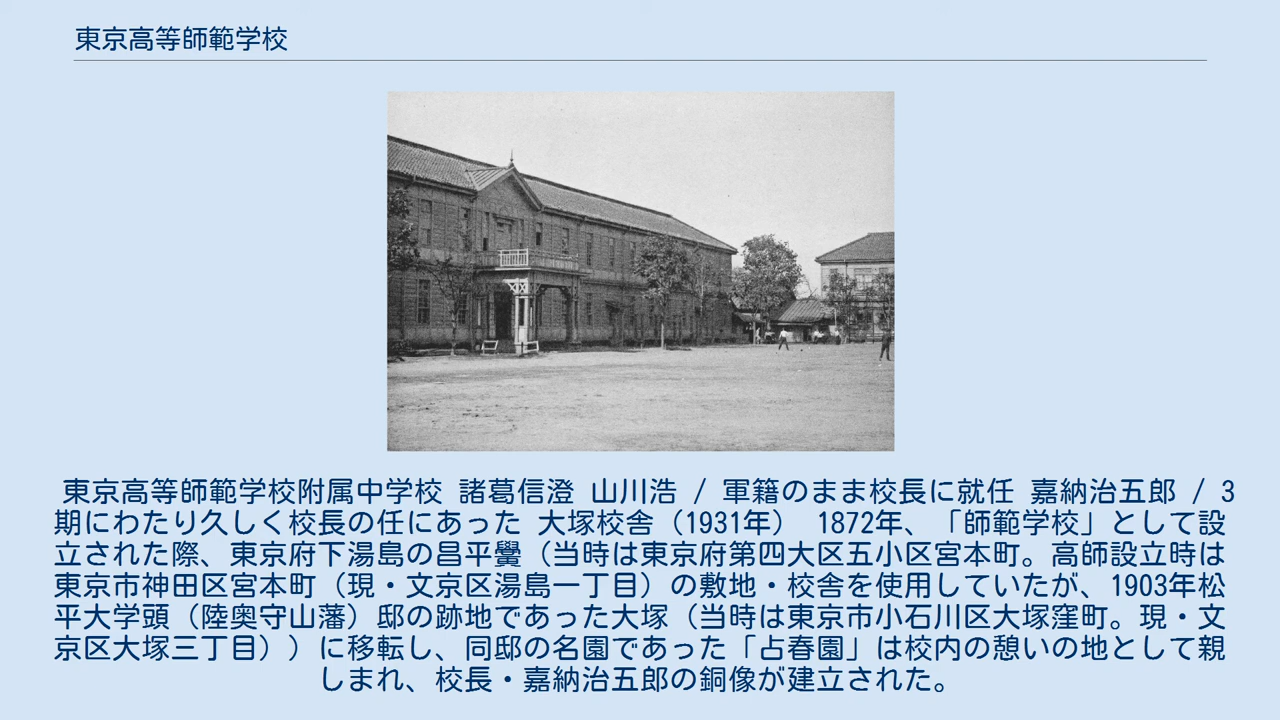 東京高等師範学校
東京高等師範学校附属中学校 諸葛信澄 山川浩 / 軍籍のまま校長に就任 嘉納治五郎 / 3
期にわたり久しく校長の任にあった 大塚校舎（1931年） 1872年、「師範学校」として設
立された際、東京府下湯島の昌平黌（当時は東京府第四大区五小区宮本町。高師設立時は
東京市神田区宮本町（現・文京区湯島一丁目）の敷地・校舎を使用していたが、1903年松
平大学頭（陸奥守山藩）邸の跡地であった大塚（当時は東京市小石川区大塚窪町。現・文
京区大塚三丁目））に移転し、同邸の名園であった「占春園」は校内の憩いの地として親
しまれ、校長・嘉納治五郎の銅像が建立された。